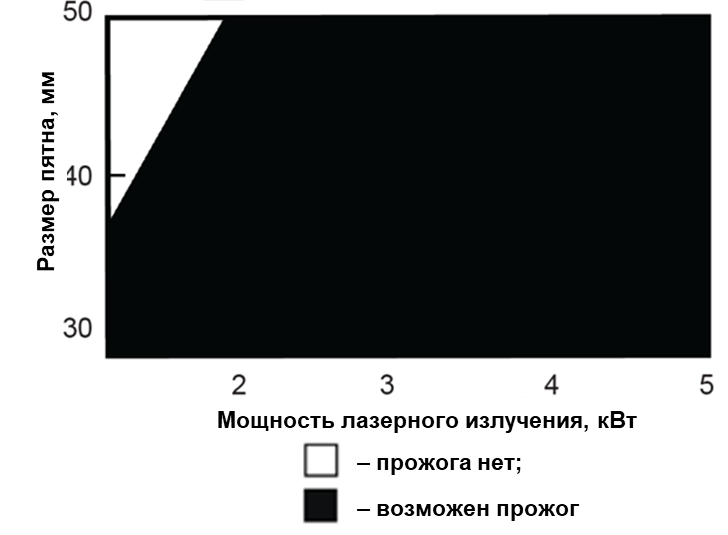 50
40
30
Размер пятна, мм
2 3 4 5
Мощность лазерного излучения, кВт
– прожога нет;
– возможен прожог